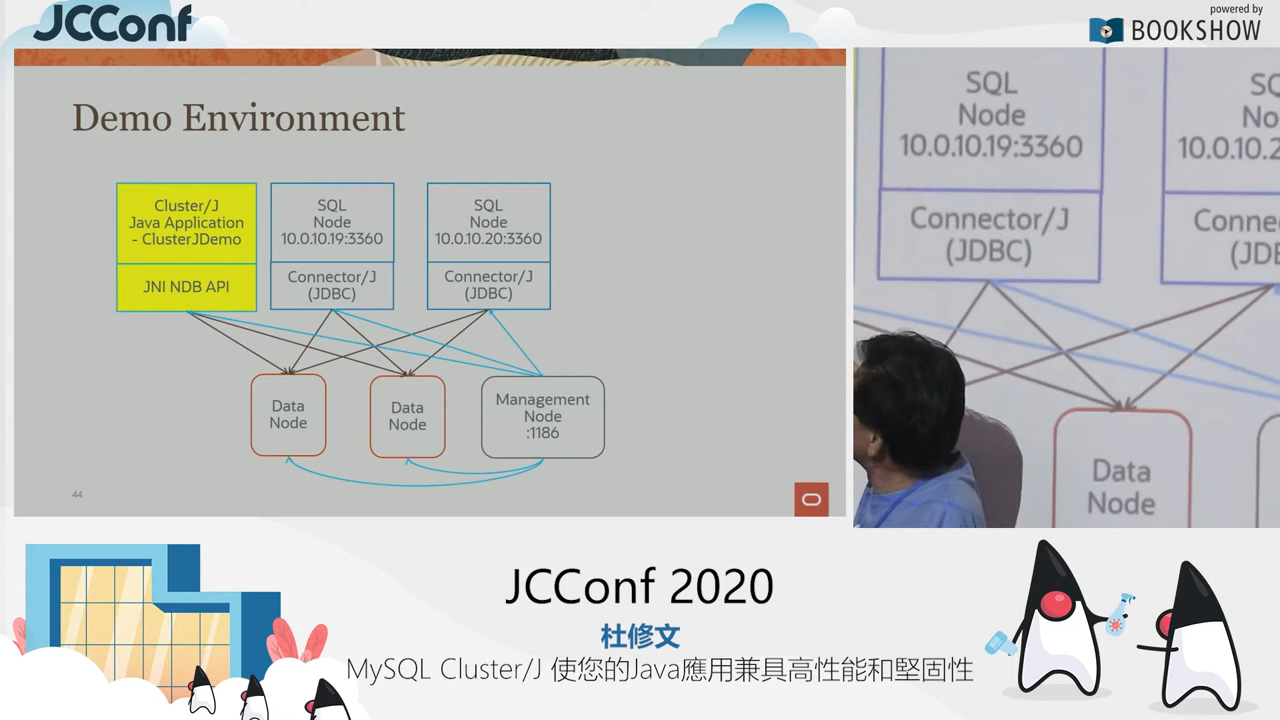 JCConf
powered by
BOOKSHOW
Demo Environment
Cluster/J
Java Application
- ClusterJDemo
JNI NDB API
SQL
Node
10.0.10.19:3360
Connector/J
(JDBC)
SQL
Node
10.0.10.20:3360
Connector/J
(JDBC)
Data
Node
Data
Node
Management
Node
:1186
44
SQL
Node
10.0.10.19:3360
Connector/J
(JDBC)
Data
Node
JCConf 2020
杜修文
MySQL Cluster/J 使您的Java應用兼具高性能和堅固性